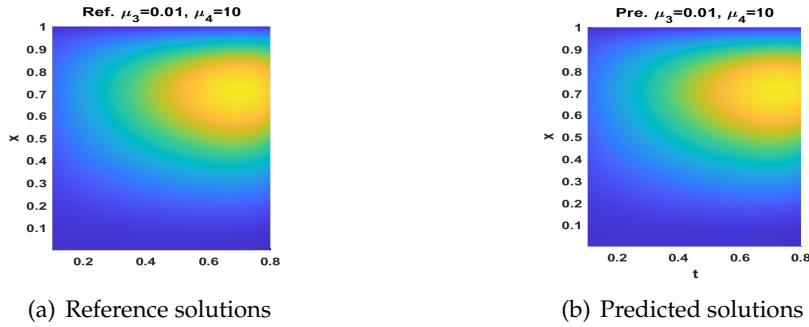 Ref. μ₃=0.01, μ₄=10
1
0.9
0.8
0.7
0.6
0.5
0.4
0.3
0.2
0.1
x
0.2 0.4 0.6 0.8
(a) Reference solutions
Pre. μ₃=0.01, μ₄=10
1
0.9
0.8
0.7
0.6
0.5
0.4
0.3
0.2
0.1
x
0.2 0.4 0.6 0.8
t
(b) Predicted solutions